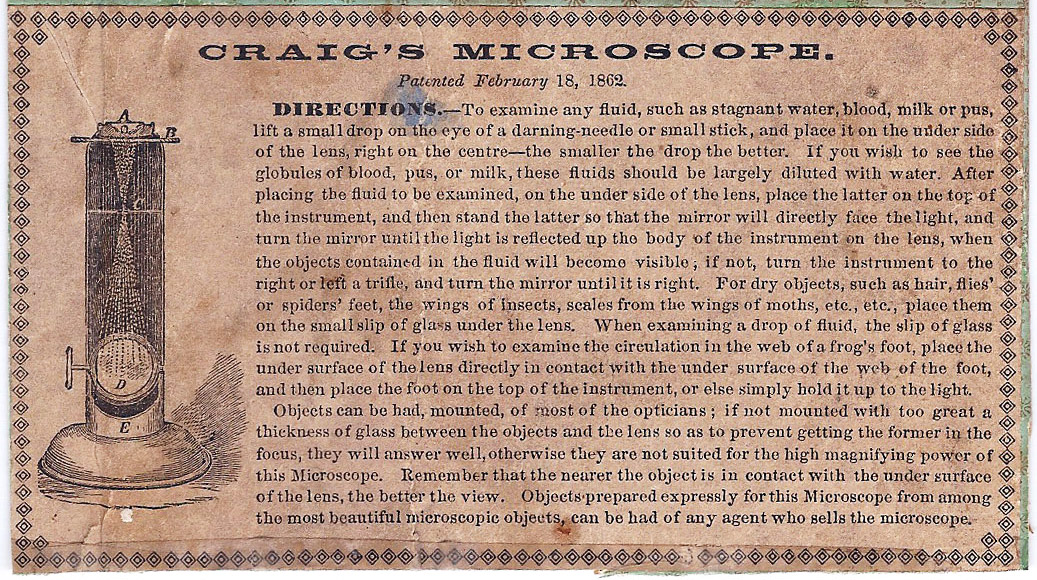 CRAIG'S MICROSCOPE.
Patented February 18, 1862.
DIRECTIONS.—To examine any fluid, such as stagnant water, blood, milk or pus,
lift a small drop on the eye of a darning-needle or small stick, and place it on the under side
of the lens, right on the centre—the smaller the drop the better. If you wish to see the
globules of blood, pus, or milk, these fluids should be largely diluted with water. After
placing the fluid to be examined, on the under side of the lens, place the latter on the top of
the instrument, and then stand the latter so that the mirror will directly face the light, and
turn the mirror until the light is reflected up the body of the instrument on the lens, when
the objects contained in the fluid will become visible; if not, turn the instrument to the
right or left a trifle, and turn the mirror until it is right. For dry objects, such as hair, flies'
or spiders' feet, the wings of insects, scales from the wings of moths, etc., etc., place them
on the small slip of glass under the lens. When examining a drop of fluid, the slip of glass
is not required. If you wish to examine the circulation in the web of a frog's foot, place the
under surface of the lens directly in contact with the under surface of the web of the foot,
and then place the foot on the top of the instrument, or else simply hold it up to the light.
Objects can be had, mounted, of most of the opticians; if not mounted with too great a
thickness of glass between the objects and the lens so as to prevent getting the former in the
focus, they will answer well, otherwise they are not suited for the high magnifying power of
this Microscope. Remember that the nearer the object is in contact with the under surface
of the lens, the better the view. Objects prepared expressly for this Microscope from among
the most beautiful microscopic objects, can be had of any agent who sells the microscope.
A
B
C
D
E